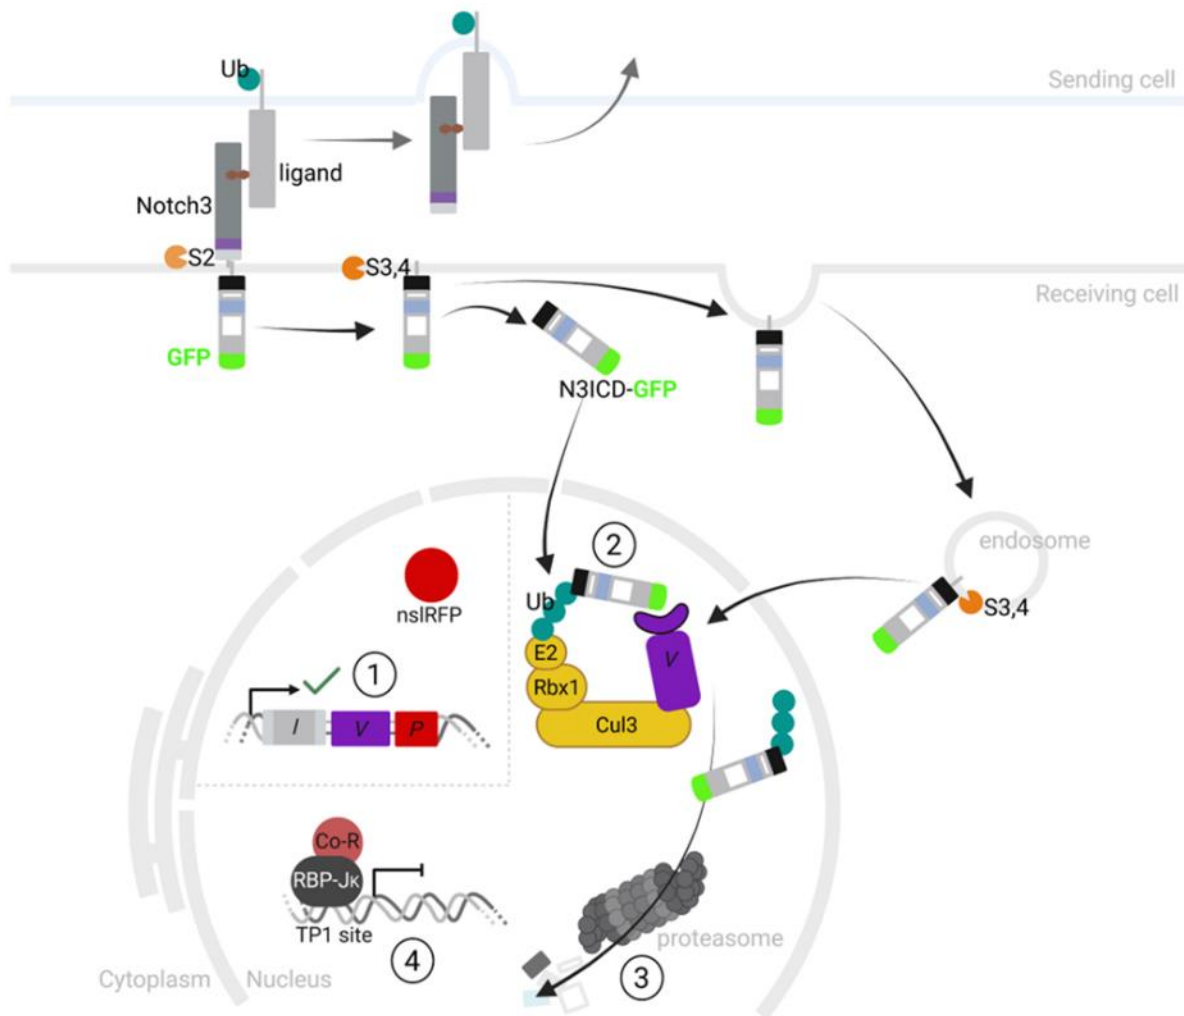 Sending cell
Ub
ligand
Notch3
S2
S3,4
Receiving cell
GFP
N3ICD-GFP
2
endosome
nslRFP
Ub
S3,4
E2
V
1
Rbx1
I V P
Cul3
Co-R
RBP-Jκ
TP1 site
proteasome
4
3
Cytoplasm
Nucleus